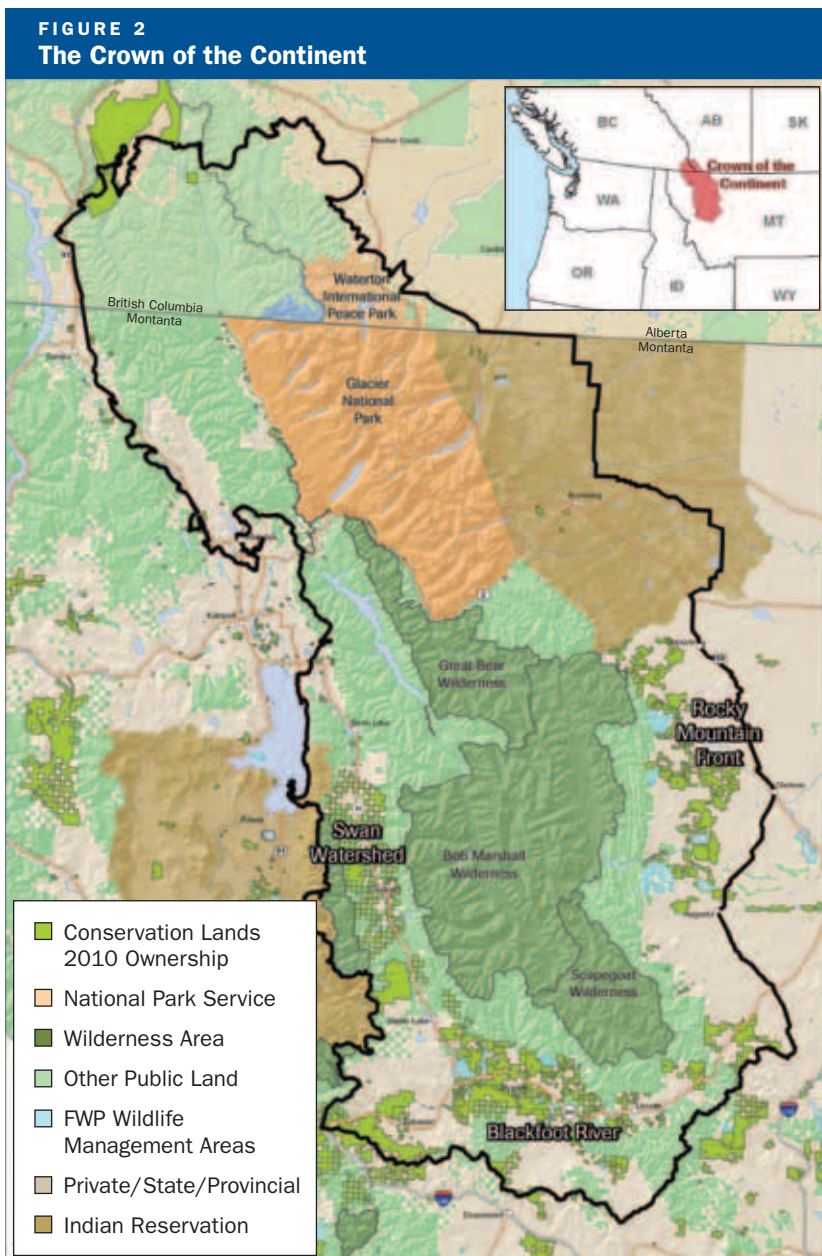 FIGURE 2
The Crown of the Continent
BC
AB
SK
Crown of the
Continent
WA
MT
OR
ID
WY
Waterton
International
Peace Park
British Columbia
Montanta
Alberta
Montanta
Glacier
National
Park
Great Bear
Wilderness
Rocky
Mountain
Front
Swan
Watershed
Bob Marshall
Wilderness
Scapegoat
Wilderness
Blackfoot River
Conservation Lands
2010 Ownership
National Park Service
Wilderness Area
Other Public Land
FWP Wildlife
Management Areas
Private/State/Provincial
Indian Reservation